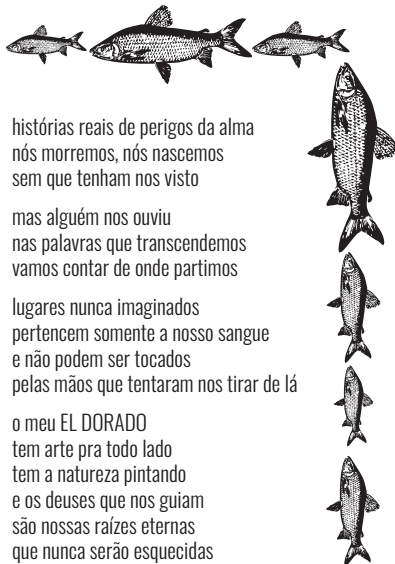 histórias reais de perigos da alma
nós morremos, nós nascemos
sem que tenham nos visto
mas alguém nos ouviu
nas palavras que transcendemos
vamos contar de onde partimos
lugares nunca imaginados
pertencem somente a nosso sangue
e não podem ser tocados
pelas mãos que tentaram nos tirar de lá
o meu EL DORADO
tem arte pra todo lado
tem a natureza pintando
e os deuses que nos guiam
são nossas raízes eternas
que nunca serão esquecidas